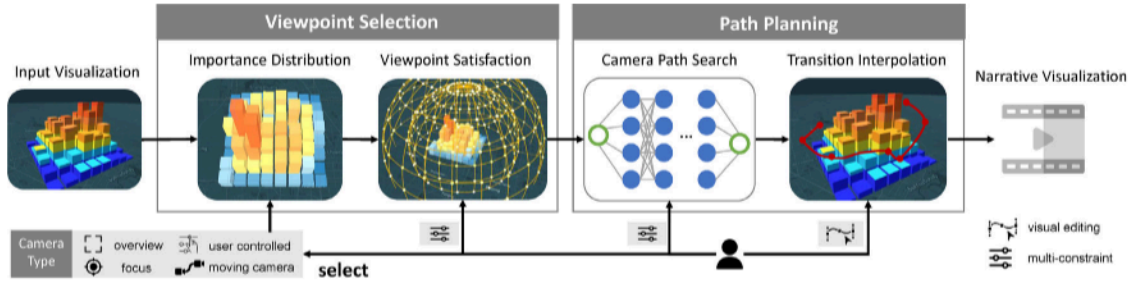 Viewpoint Selection
Path Planning
Input Visualization
Importance Distribution
Viewpoint Satisfaction
Camera Path Search
Transition Interpolation
Narrative Visualization
...
Camera
Type
overview
user controlled
focus
moving camera
select
visual editing
multi-constraint